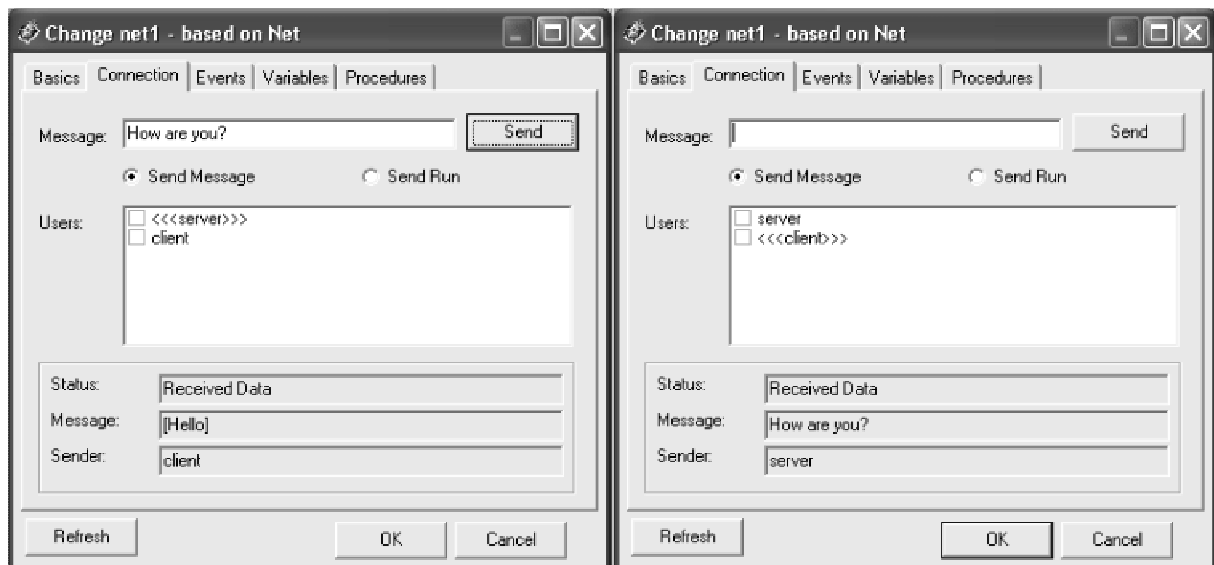 Change net1 - based on Net
Basics Connection Events Variables Procedures
Message: How are you? Send
Send Message Send Run
Users: <<<server>>>
client
Status: Received Data
Message: [Hello]
Sender: client
Refresh OK Cancel
Change net1 - based on Net
Basics Connection Events Variables Procedures
Message: Send
Send Message Send Run
Users: server
<<<client>>>
Status: Received Data
Message: How are you?
Sender: server
Refresh OK Cancel